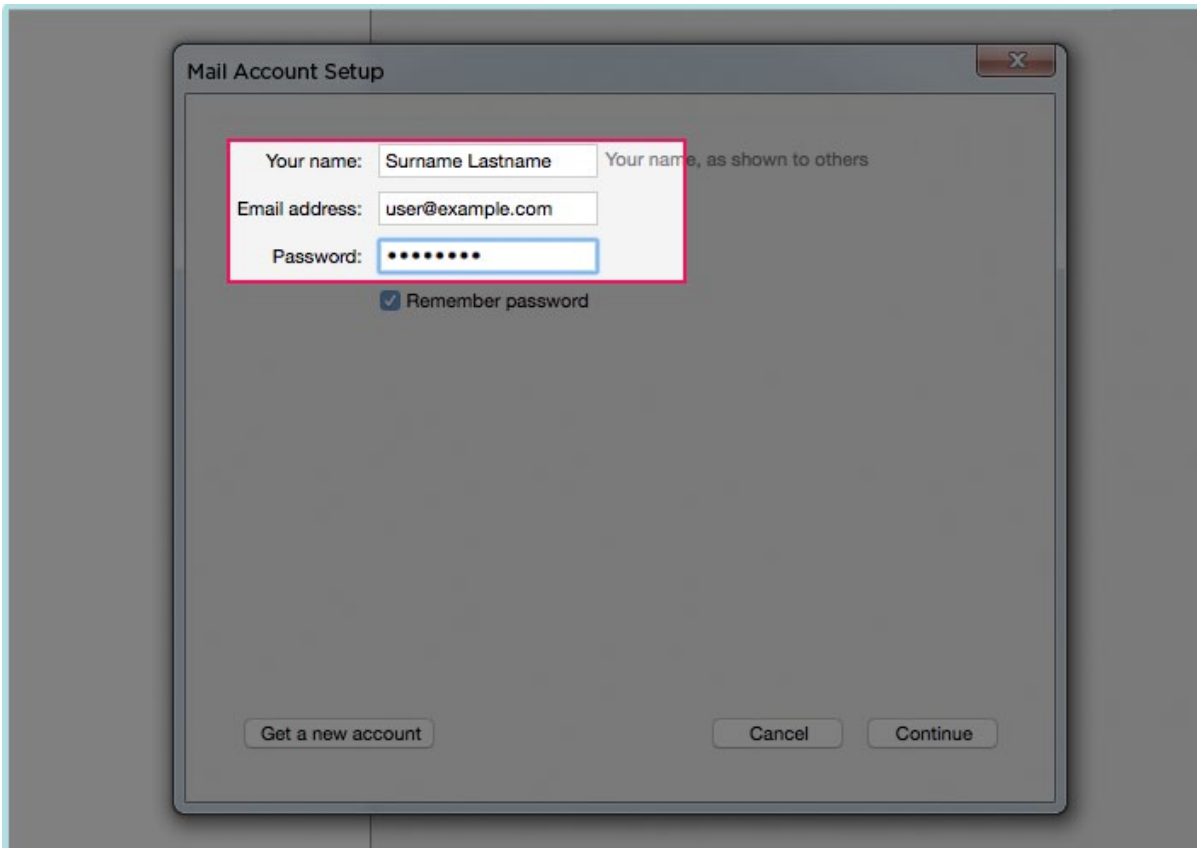 Mail Account Setup
Your name: Surname Lastname Your name, as shown to others
Email address: user@example.com
Password: ••••••••
Remember password
Get a new account Cancel Continue